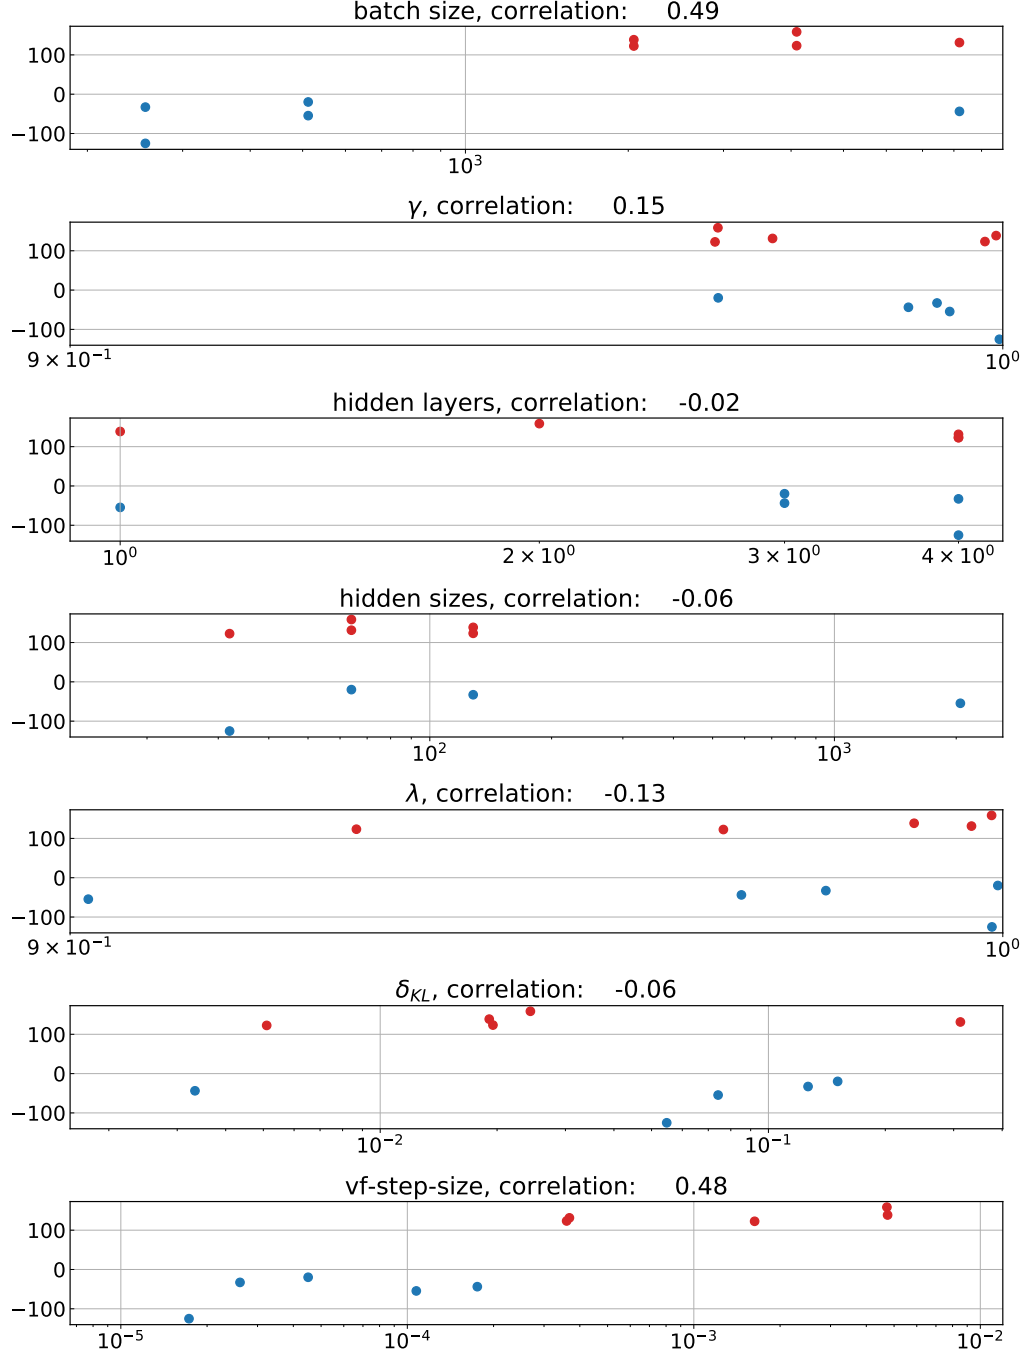 batch size, correlation: 0.49
100
0
−100
10³
γ, correlation: 0.15
100
0
−100
9 × 10⁻¹ 10⁰
hidden layers, correlation: -0.02
100
0
−100
10⁰ 2 × 10⁰ 3 × 10⁰ 4 × 10⁰
hidden sizes, correlation: -0.06
100
0
−100
10² 10³
λ, correlation: -0.13
100
0
−100
9 × 10⁻¹ 10⁰
δ_KL, correlation: -0.06
100
0
−100
10⁻² 10⁻¹
vf-step-size, correlation: 0.48
100
0
−100
10⁻⁵ 10⁻⁴ 10⁻³ 10⁻²